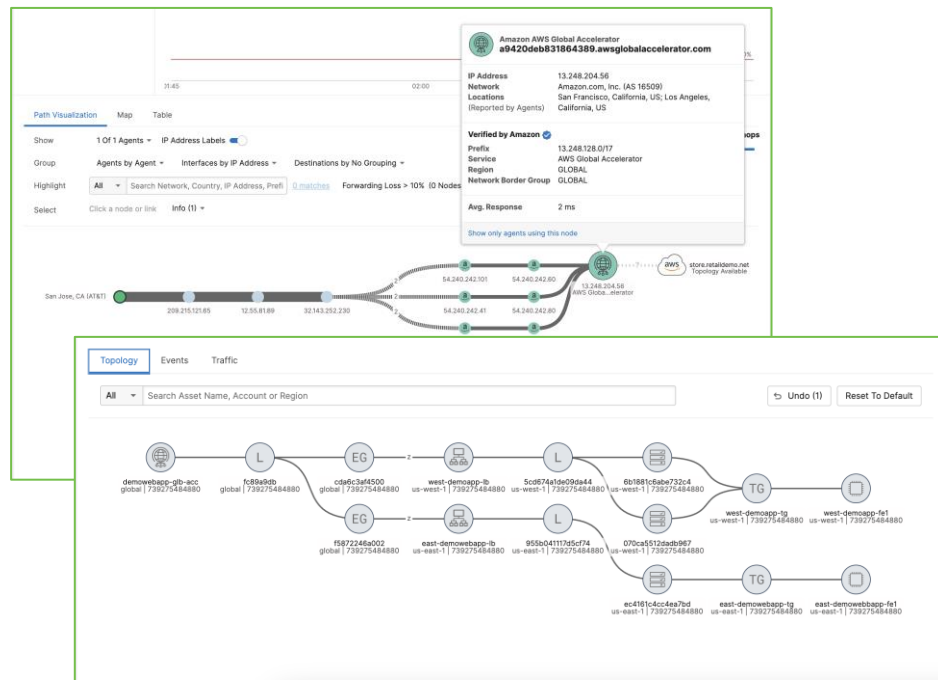 Amazon AWS Global Accelerator
a9420deb831864389.awsglobalaccelerator.com
IP Address 13.248.204.56
Network Amazon.com, Inc. (AS 16509)
Locations San Francisco, California, US; Los Angeles,
(Reported by Agents) California, US
Verified by Amazon
Prefix 13.248.128.0/17
Service AWS Global Accelerator
Region GLOBAL
Network Border Group GLOBAL
Avg. Response 2 ms
Show only agents using this node
02:00
Path Visualization Map Table
Show 1 Of 1 Agents IP Address Labels
Group Agents by Agent Interfaces by IP Address Destinations by No Grouping
Highlight All Search Network, Country, IP Address, Prefi 0 matches Forwarding Loss > 10% (0 Nodes
Select Click a node or link Info (1)
San Jose, CA (AT&T)
209.215.121.65 12.55.81.89 32.143.252.230
2
2
2
a a
54.240.242.101 54.240.242.60
a a
54.240.242.41 54.240.242.80
a a
13.248.204.56
AWS Globa...elerator
?
aws
store.retaildemo.net
Topology Available
Topology Events Traffic
All Search Asset Name, Account or Region Undo (1) Reset To Default
L EG 2 L TG
demowebapp-glb-acc fc89a9db cda6c3af4500 west-demoapp-lb 5cd674a1de09da44 6b1881c6abe732c4 west-demoapp-tg west-demoapp-fe1
global | 739275484880 global | 739275484880 global | 739275484880 us-west-1 | 739275484880 us-west-1 | 739275484880 us-west-1 | 739275484880 us-west-1 | 739275484880 us-west-1 | 739275484880
EG 2 L
f5872246a002 east-demowebapp-lb 955b041117d5cf74 070ca5512dadb967
global | 739275484880 us-east-1 | 739275484880 us-east-1 | 739275484880 us-west-1 | 739275484880
TG
ec4161c4cc4ea7bd east-demowebapp-tg east-demowebbapp-fe1
us-east-1 | 739275484880 us-east-1 | 739275484880 us-east-1 | 739275484880